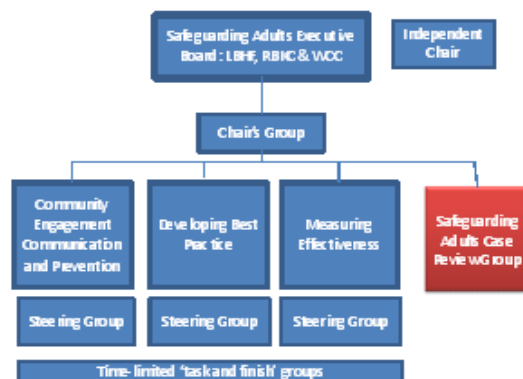 Safeguarding Adults Executive
Board: LBHF, RBKC & WCC
Independent
Chair
Chair's Group
Community
Engagement
Communication
and Prevention
Developing Best
Practice
Measuring
Effectiveness
Safeguarding
Adults Case
Review Group
Steering Group
Steering Group
Steering Group
Time-limited 'task and finish' groups